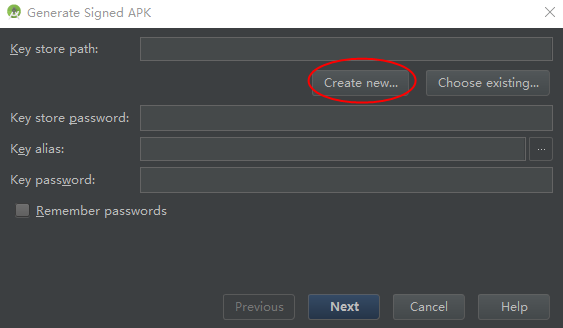 Generate Signed APK
Key store path:
Create new... Choose existing...
Key store password:
Key alias:
...
Key password:
Remember passwords
Previous Next Cancel Help